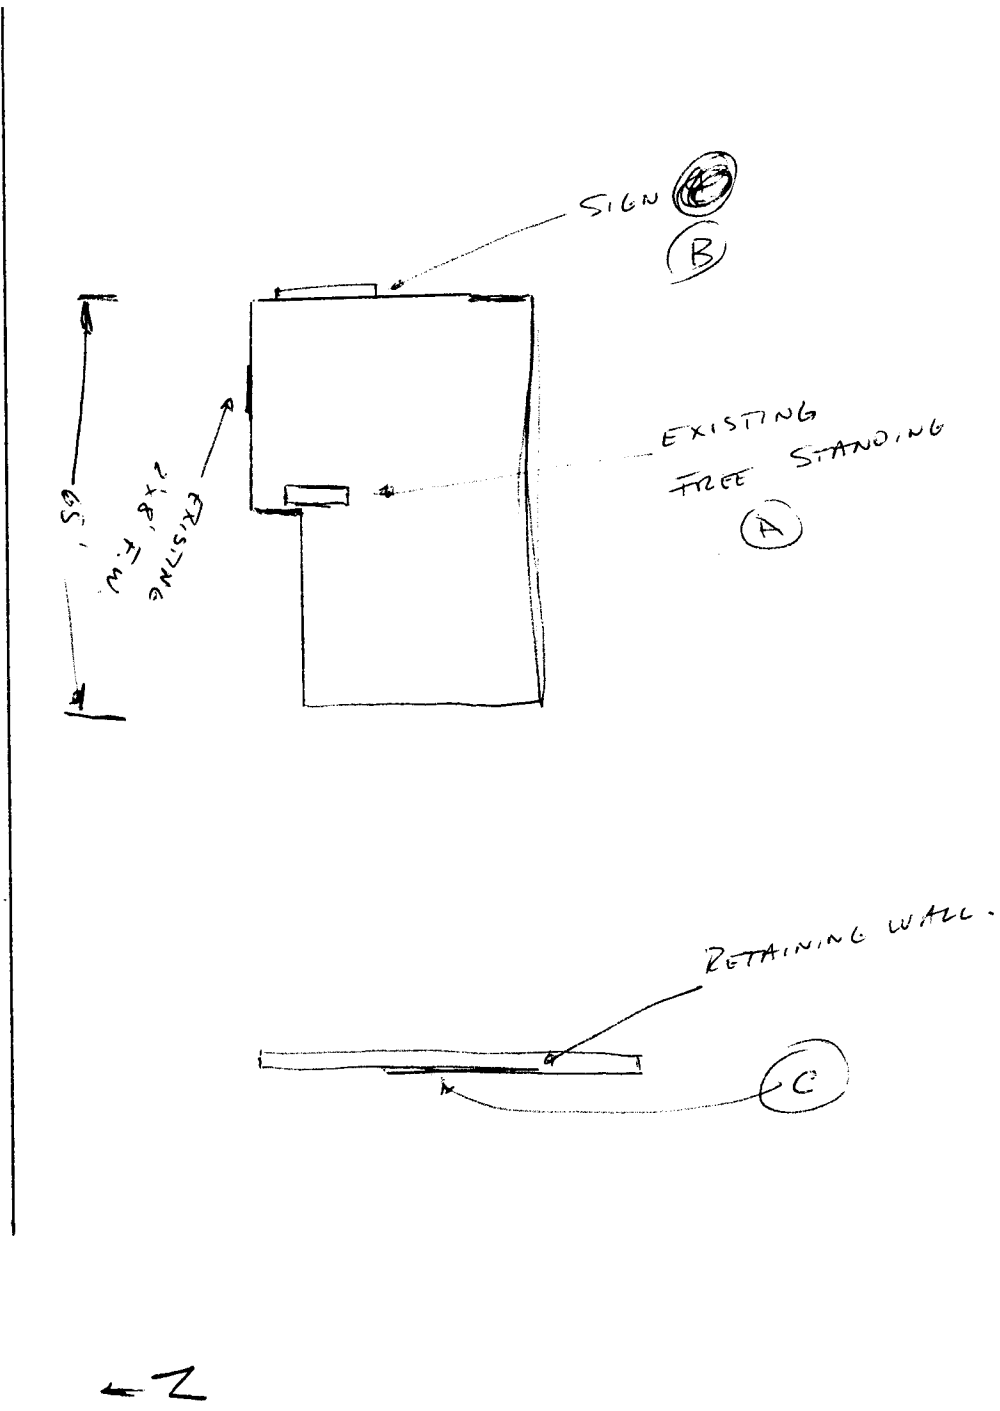 SIGN
B
EXISTING
FREE STANDING
A
EXISTING
2'x8' F.W
65'
RETAINING WALL.
C
N